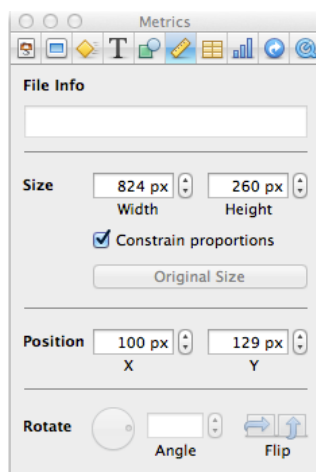 Metrics
T
File Info
Size 824 px 260 px
Width Height
Constrain proportions
Original Size
Position 100 px 129 px
X Y
Rotate
Angle Flip